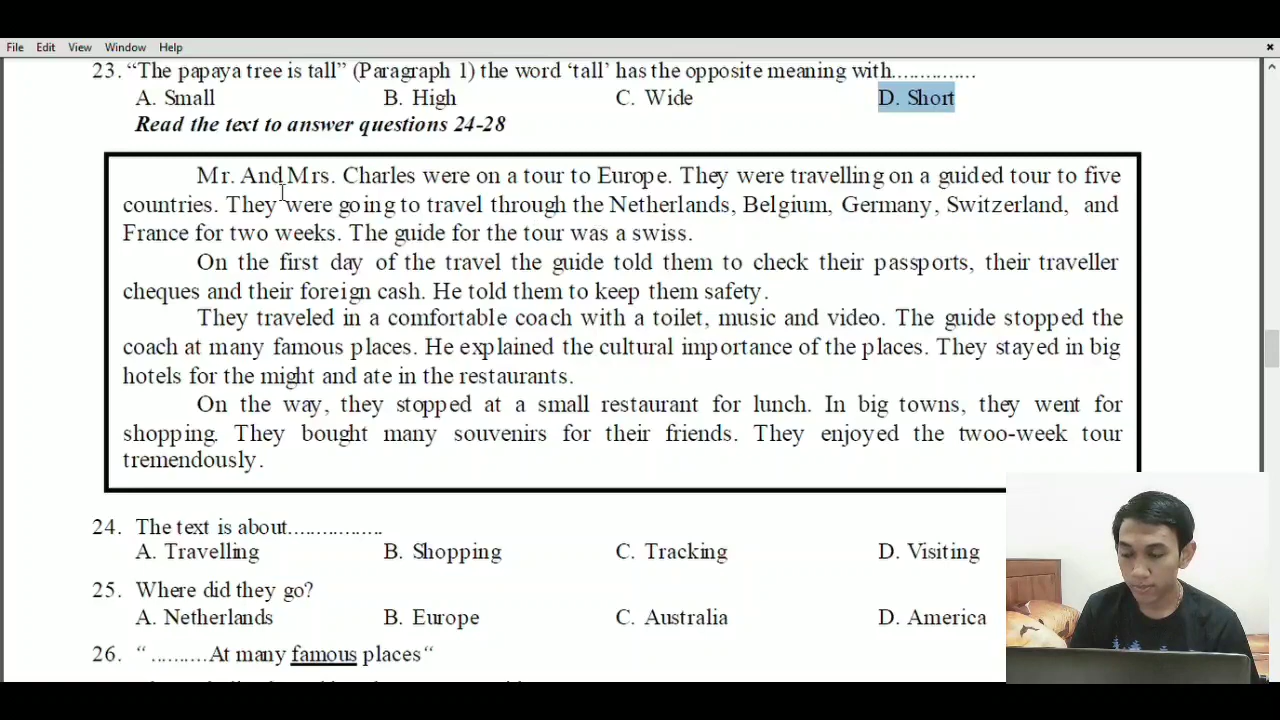 File Edit View Window Help
23. “The papaya tree is tall” (Paragraph 1) the word ‘tall’ has the opposite meaning with...............
A. Small B. High C. Wide D. Short
Read the text to answer questions 24-28
Mr. And Mrs. Charles were on a tour to Europe. They were travelling on a guided tour to five
countries. They were going to travel through the Netherlands, Belgium, Germany, Switzerland, and
France for two weeks. The guide for the tour was a swiss.
On the first day of the travel the guide told them to check their passports, their traveller
cheques and their foreign cash. He told them to keep them safety.
They traveled in a comfortable coach with a toilet, music and video. The guide stopped the
coach at many famous places. He explained the cultural importance of the places. They stayed in big
hotels for the might and ate in the restaurants.
On the way, they stopped at a small restaurant for lunch. In big towns, they went for
shopping. They bought many souvenirs for their friends. They enjoyed the twoo-week tour
tremendously.
24. The text is about.................
A. Travelling B. Shopping C. Tracking D. Visiting
25. Where did they go?
A. Netherlands B. Europe C. Australia D. America
26. “ ..........At many famous places“